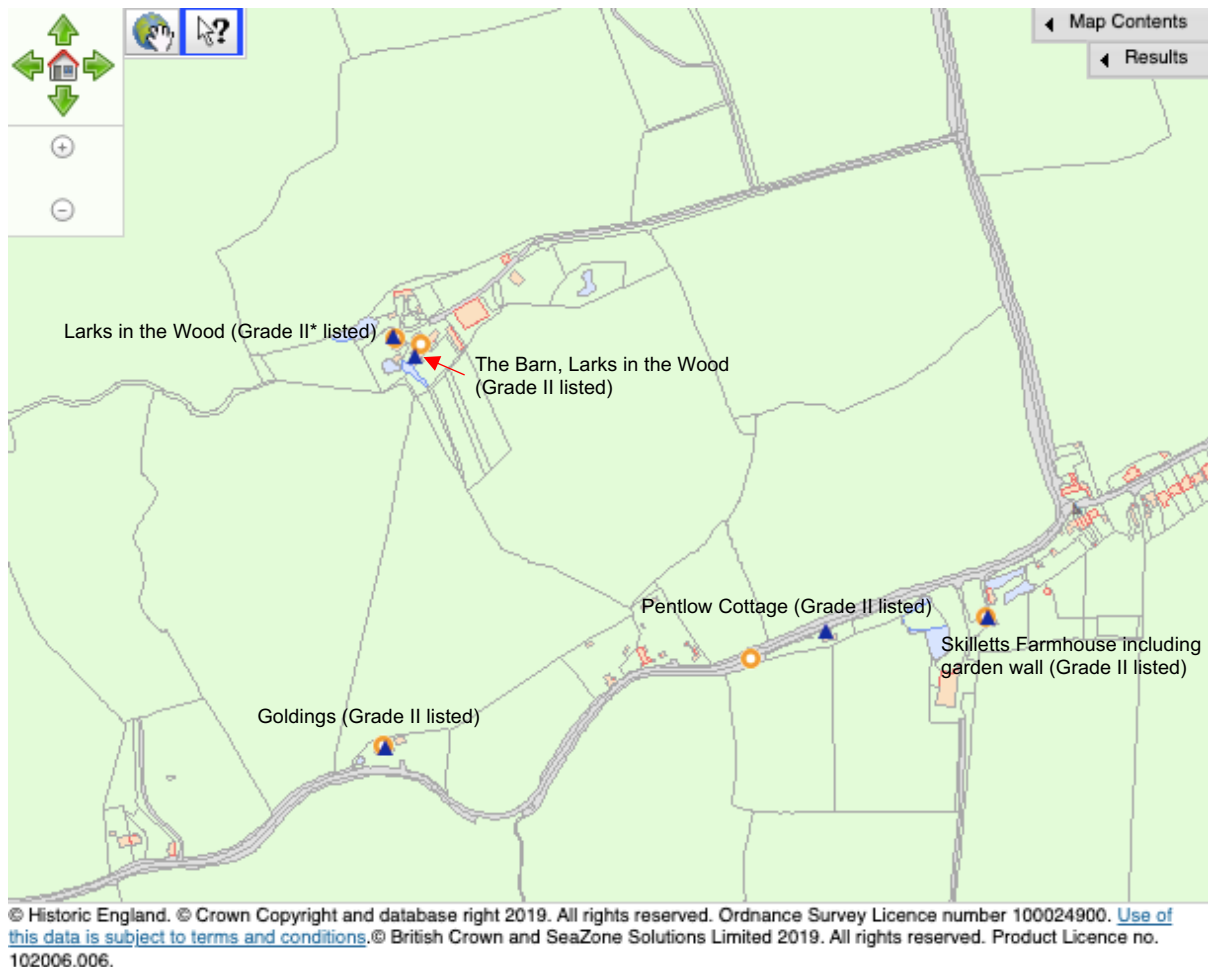 Map Contents
Results
Larks in the Wood (Grade II* listed)
The Barn, Larks in the Wood
(Grade II listed)
Pentlow Cottage (Grade II listed)
Skilletts Farmhouse including
garden wall (Grade II listed)
Goldings (Grade II listed)
© Historic England. © Crown Copyright and database right 2019. All rights reserved. Ordnance Survey Licence number 100024900. Use of
this data is subject to terms and conditions.© British Crown and SeaZone Solutions Limited 2019. All rights reserved. Product Licence no.
102006.006.